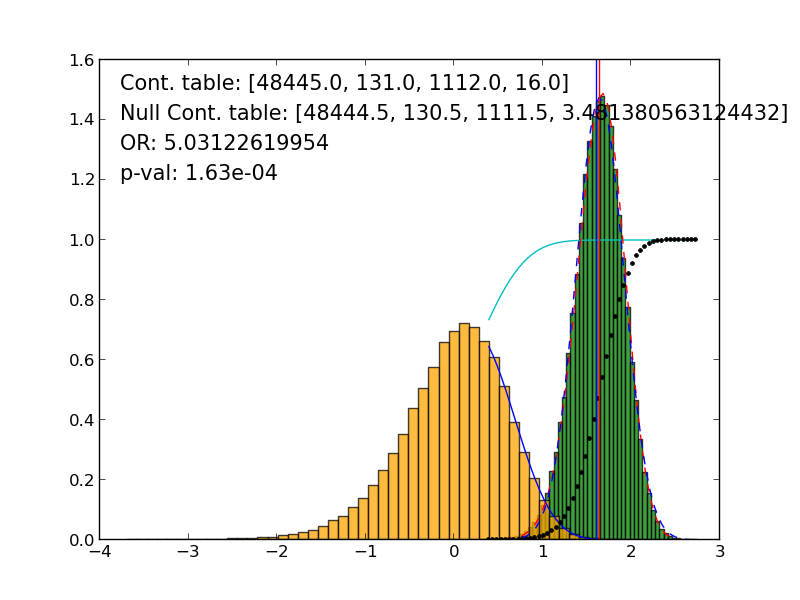 Cont. table: [48445.0, 131.0, 1112.0, 16.0]
Null Cont. table: [48444.5, 130.5, 1111.5,
OR: 5.03122619954
p-val: 1.63e-04
1.6
1.4
1.2
1.0
0.8
0.6
0.4
0.2
0.0
−4 −3 −2 −1 0 1 2 3